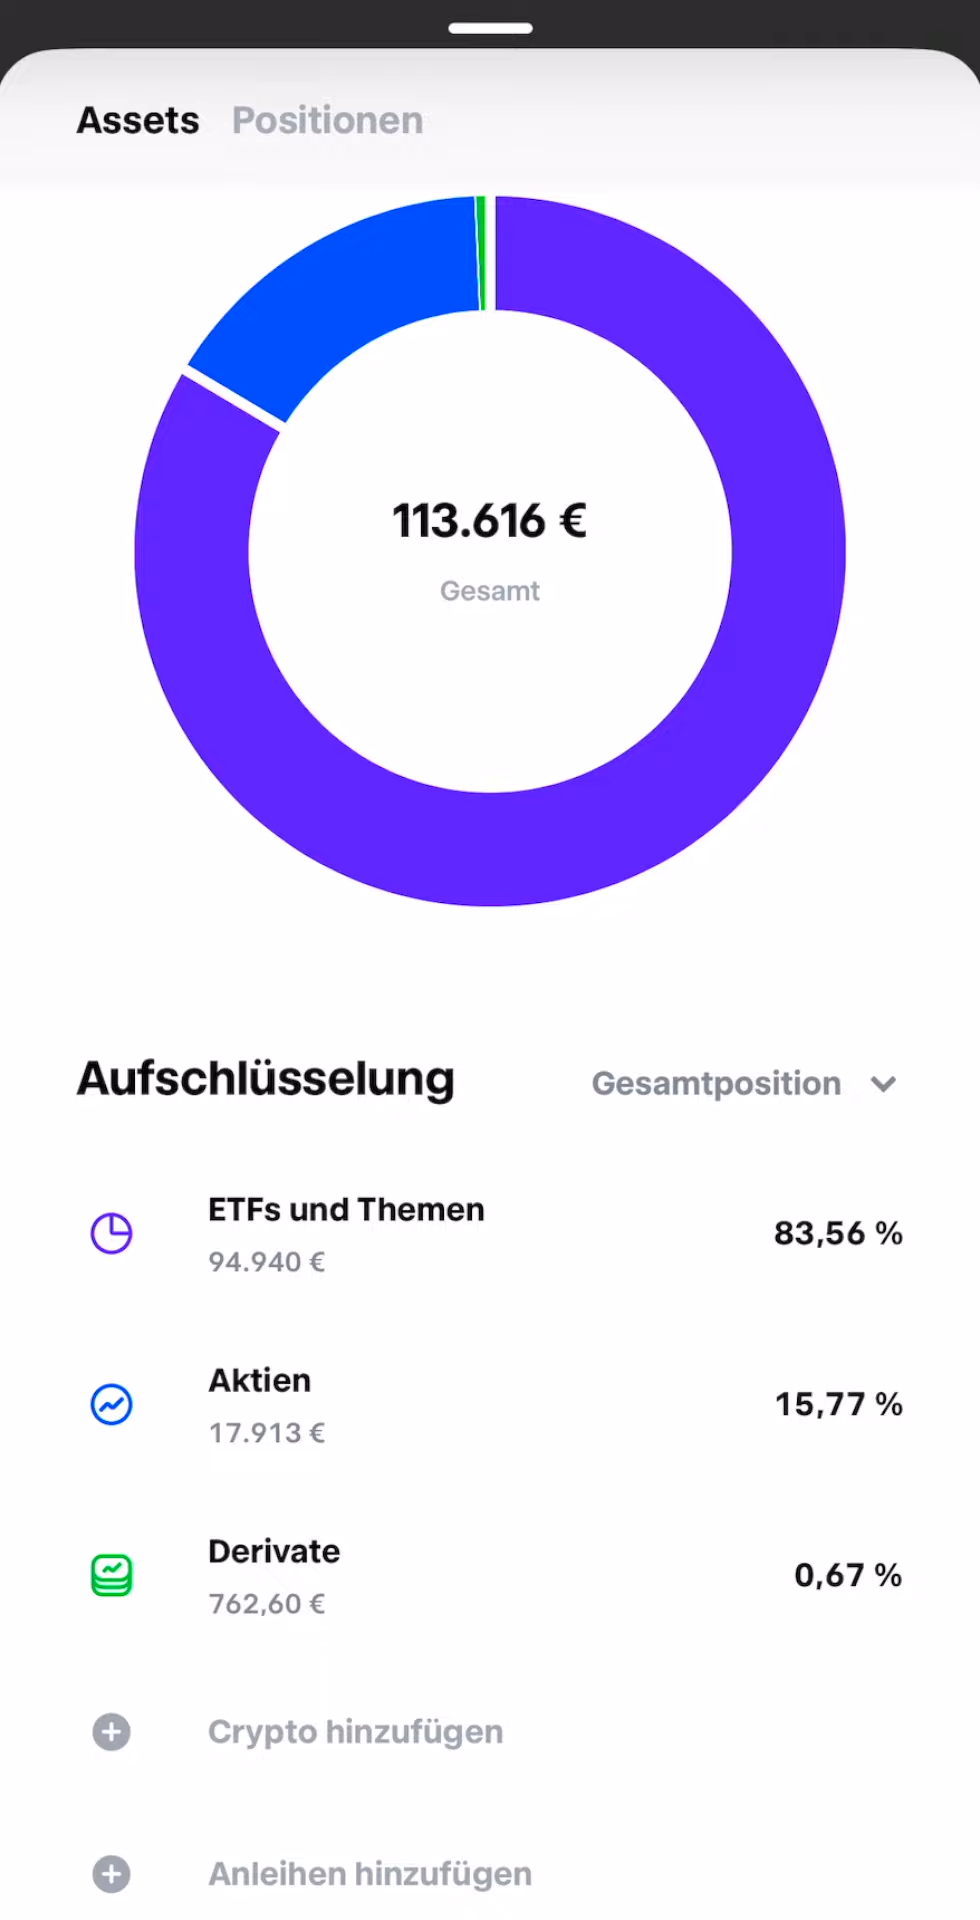 Assets Positionen
113.616 €
Gesamt
Aufschlüsselung Gesamtposition
ETFs und Themen
94.940 €
83,56 %
Aktien
17.913 €
15,77 %
Derivate
762,60 €
0,67 %
Crypto hinzufügen
Anleihen hinzufügen